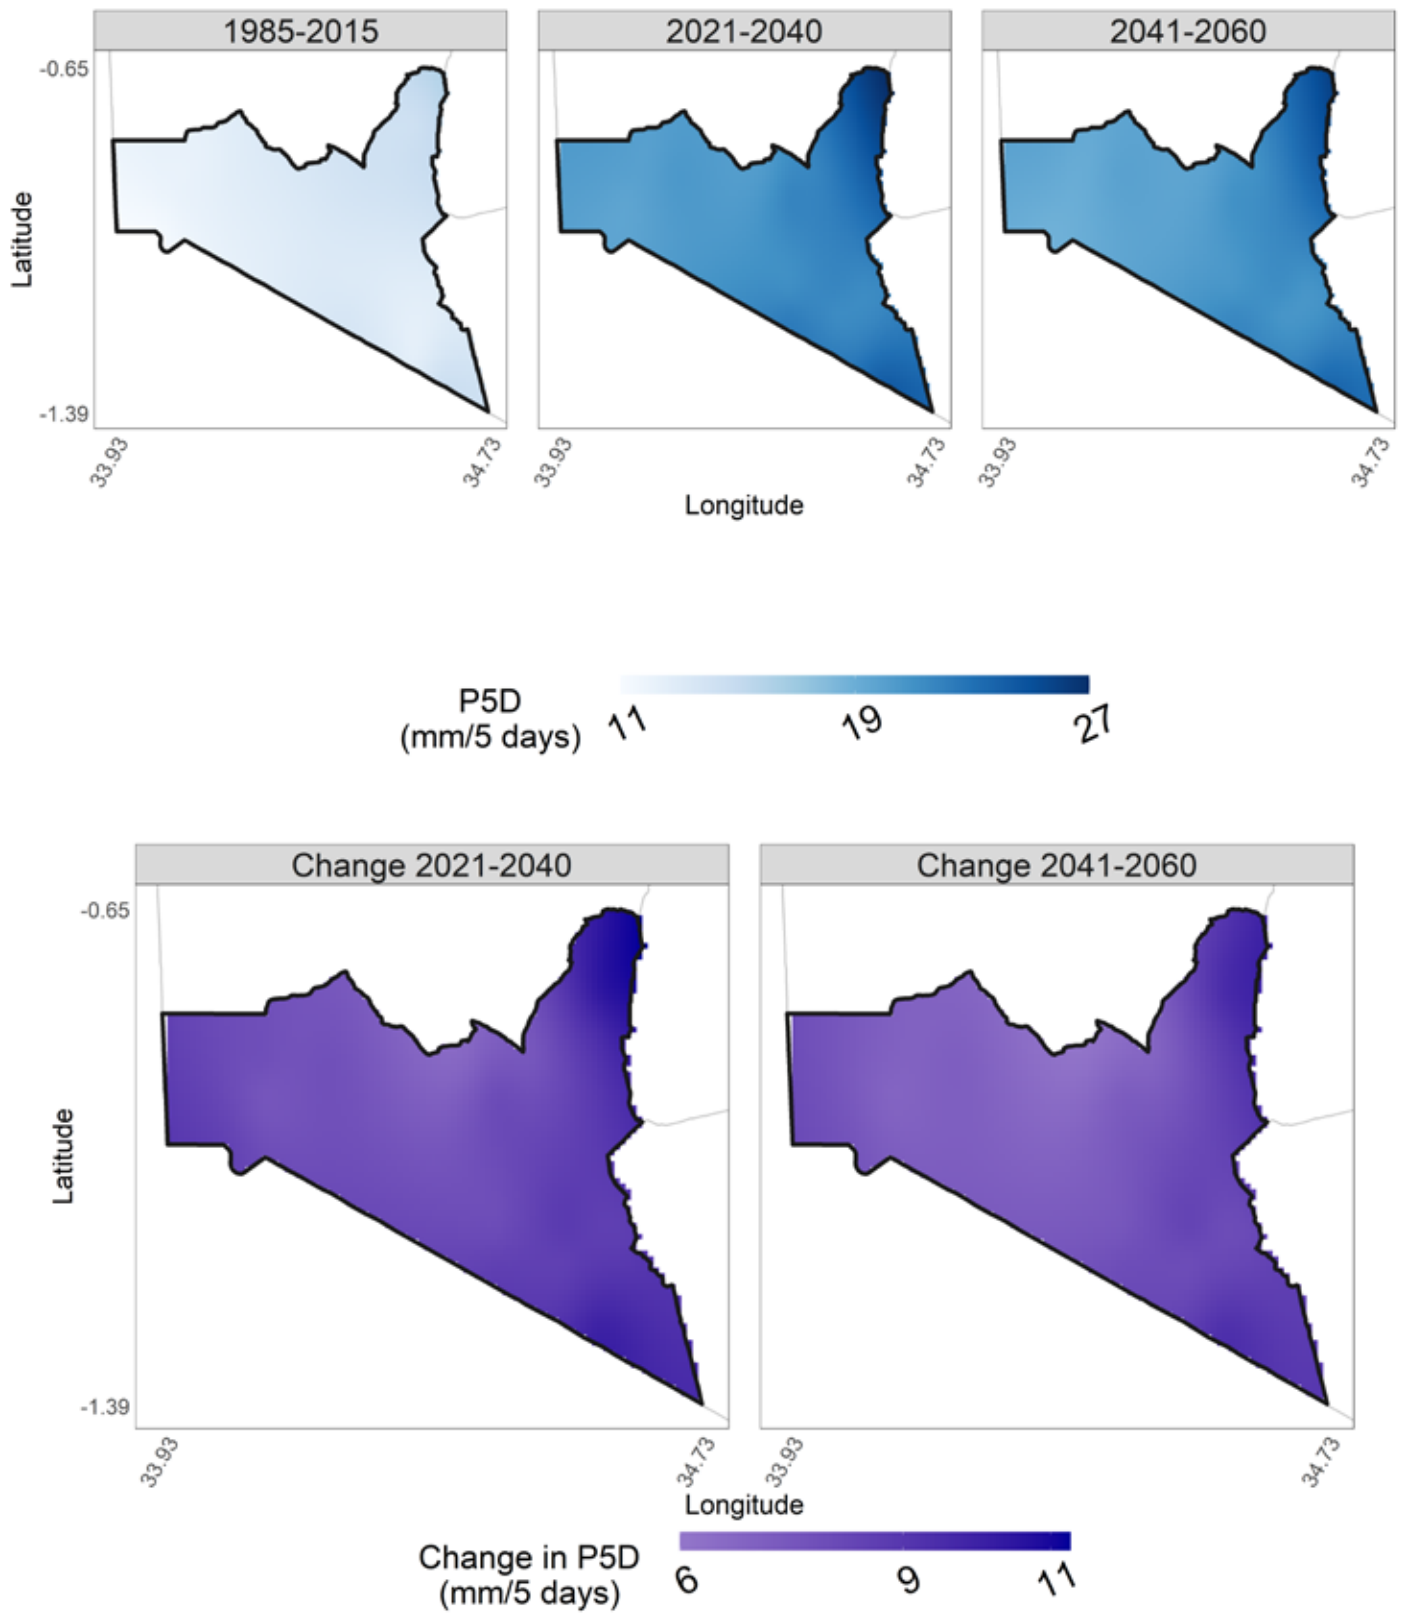 1985-2015
2021-2040
2041-2060
-0.65
Latitude
-1.39
33.93
34.73
33.93
34.73
33.93
34.73
Longitude
P5D
(mm/5 days)
11
19
27
Change 2021-2040
Change 2041-2060
-0.65
Latitude
-1.39
33.93
34.73
33.93
34.73
Longitude
Change in P5D
(mm/5 days)
6
9
11